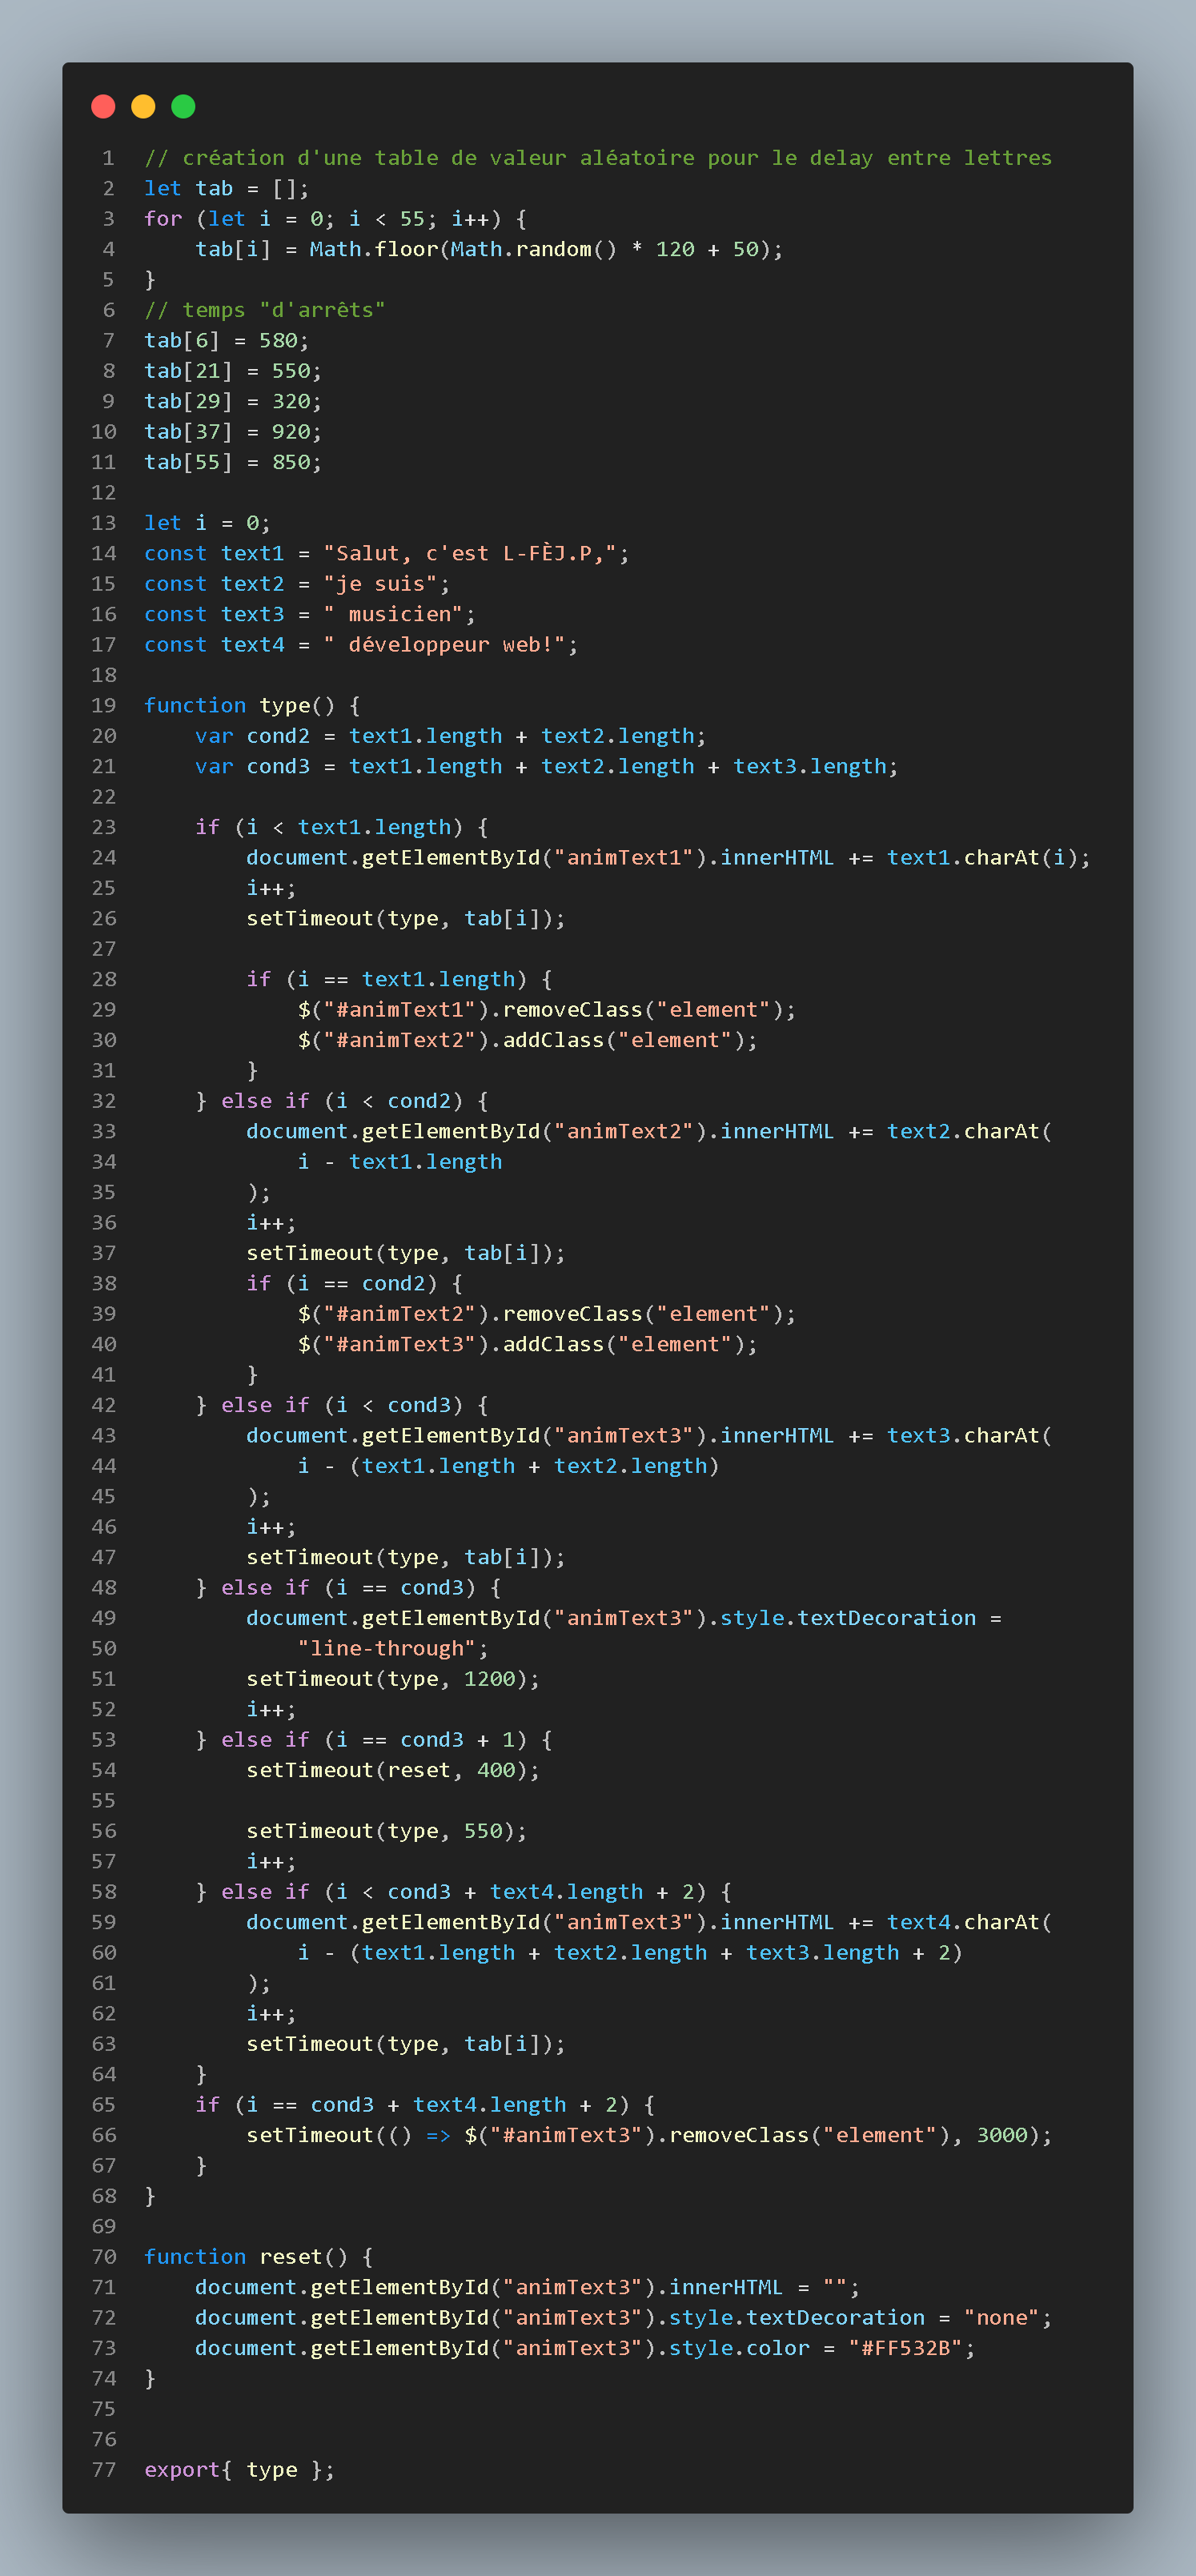 1 // création d'une table de valeur aléatoire pour le delay entre lettres
2 let tab = [];
3 for (let i = 0; i < 55; i++) {
4     tab[i] = Math.floor(Math.random() * 120 + 50);
5 }
6 // temps "d'arrêts"
7 tab[6] = 580;
8 tab[21] = 550;
9 tab[29] = 320;
10 tab[37] = 920;
11 tab[55] = 850;
12
13 let i = 0;
14 const text1 = "Salut, c'est L-FÈJ.P,";
15 const text2 = "je suis";
16 const text3 = " musicien";
17 const text4 = " développeur web!";
18
19 function type() {
20     var cond2 = text1.length + text2.length;
21     var cond3 = text1.length + text2.length + text3.length;
22
23     if (i < text1.length) {
24         document.getElementById("animText1").innerHTML += text1.charAt(i);
25         i++;
26         setTimeout(type, tab[i]);
27
28         if (i == text1.length) {
29             $("#animText1").removeClass("element");
30             $("#animText2").addClass("element");
31         }
32     } else if (i < cond2) {
33         document.getElementById("animText2").innerHTML += text2.charAt(
34             i - text1.length
35         );
36         i++;
37         setTimeout(type, tab[i]);
38         if (i == cond2) {
39             $("#animText2").removeClass("element");
40             $("#animText3").addClass("element");
41         }
42     } else if (i < cond3) {
43         document.getElementById("animText3").innerHTML += text3.charAt(
44             i - (text1.length + text2.length)
45         );
46         i++;
47         setTimeout(type, tab[i]);
48     } else if (i == cond3) {
49         document.getElementById("animText3").style.textDecoration =
50             "line-through";
51         setTimeout(type, 1200);
52         i++;
53     } else if (i == cond3 + 1) {
54         setTimeout(reset, 400);
55
56         setTimeout(type, 550);
57         i++;
58     } else if (i < cond3 + text4.length + 2) {
59         document.getElementById("animText3").innerHTML += text4.charAt(
60             i - (text1.length + text2.length + text3.length + 2)
61         );
62         i++;
63         setTimeout(type, tab[i]);
64     }
65     if (i == cond3 + text4.length + 2) {
66         setTimeout(() => $("#animText3").removeClass("element"), 3000);
67     }
68 }
69
70 function reset() {
71     document.getElementById("animText3").innerHTML = "";
72     document.getElementById("animText3").style.textDecoration = "none";
73     document.getElementById("animText3").style.color = "#FF532B";
74 }
75
76
77 export{ type };